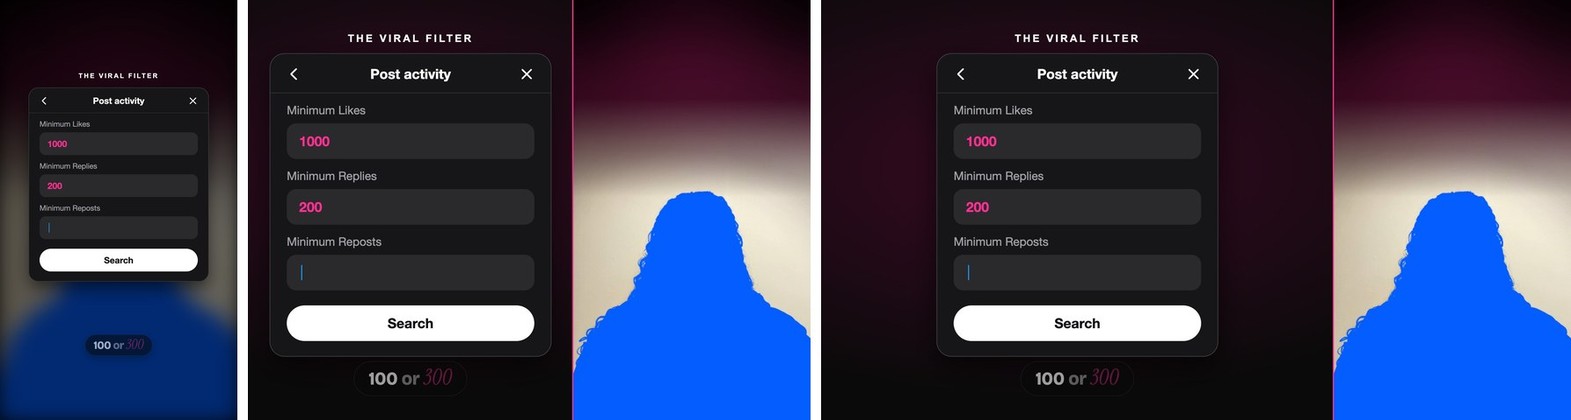 THE VIRAL FILTER
Post activity
Minimum Likes
1000
Minimum Replies
200
Minimum Reposts
Search
100 or 300
THE VIRAL FILTER
Post activity
Minimum Likes
1000
Minimum Replies
200
Minimum Reposts
Search
100 or 300
THE VIRAL FILTER
Post activity
Minimum Likes
1000
Minimum Replies
200
Minimum Reposts
Search
100 or 300